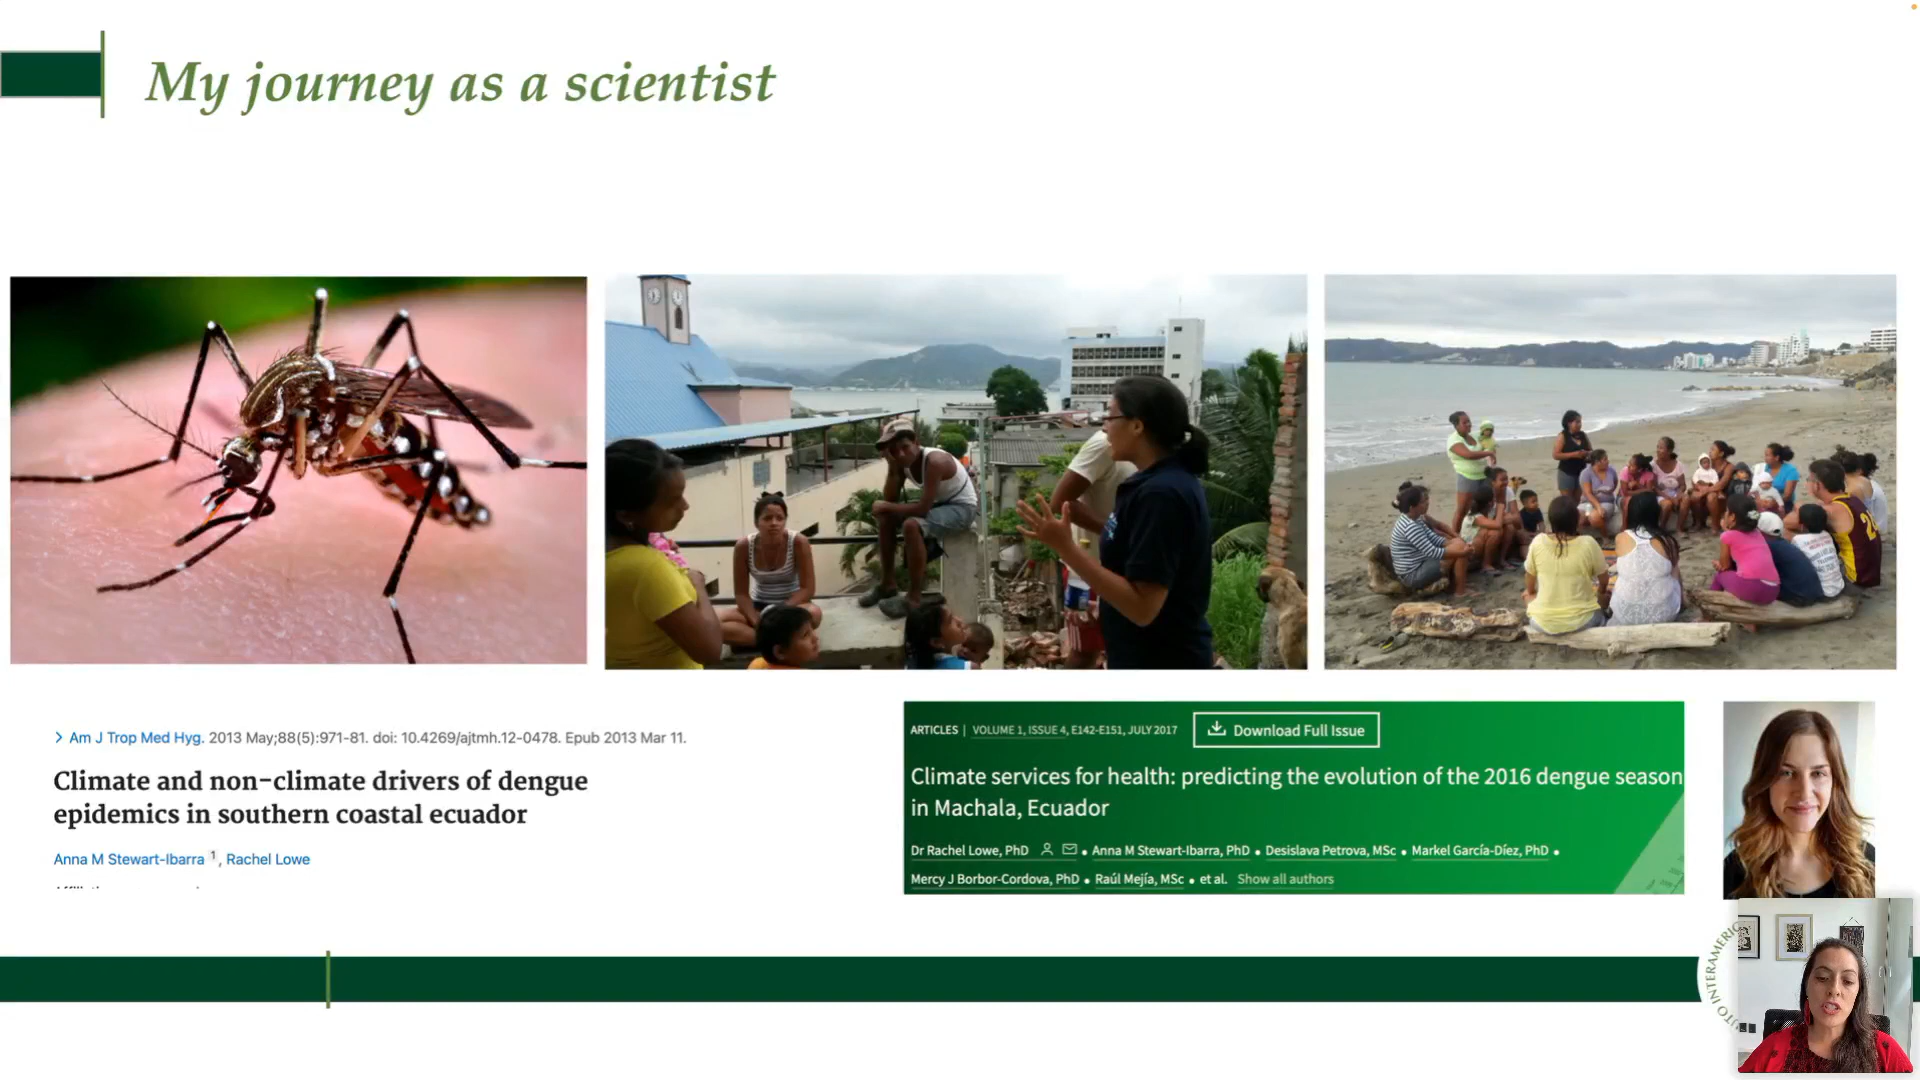 My journey as a scientist
> Am J Trop Med Hyg. 2013 May;88(5):971-81. doi: 10.4269/ajtmh.12-0478. Epub 2013 Mar 11.
Climate and non-climate drivers of dengue
epidemics in southern coastal ecuador
Anna M Stewart-Ibarra 1, Rachel Lowe
ARTICLES | VOLUME 1, ISSUE 4, E142-E151, JULY 2017
Download Full Issue
Climate services for health: predicting the evolution of the 2016 dengue season
in Machala, Ecuador
Dr Rachel Lowe, PhD • Anna M Stewart-Ibarra, PhD • Desislava Petrova, MSc • Markel García-Díez, PhD •
Mercy J Borbor-Cordova, PhD • Raúl Mejía, MSc • et al. Show all authors